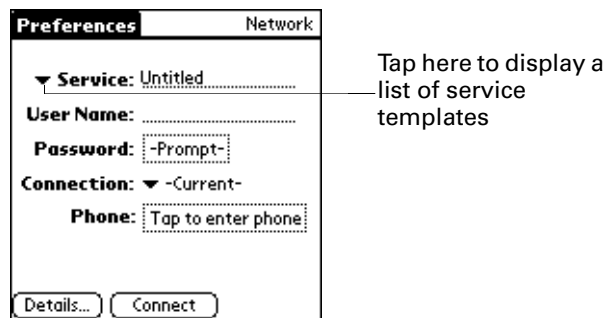 Preferences Network
Service: Untitled
User Name:
Password: -Prompt-
Connection: -Current-
Phone: Tap to enter phone
Details... Connect
Tap here to display a
list of service
templates